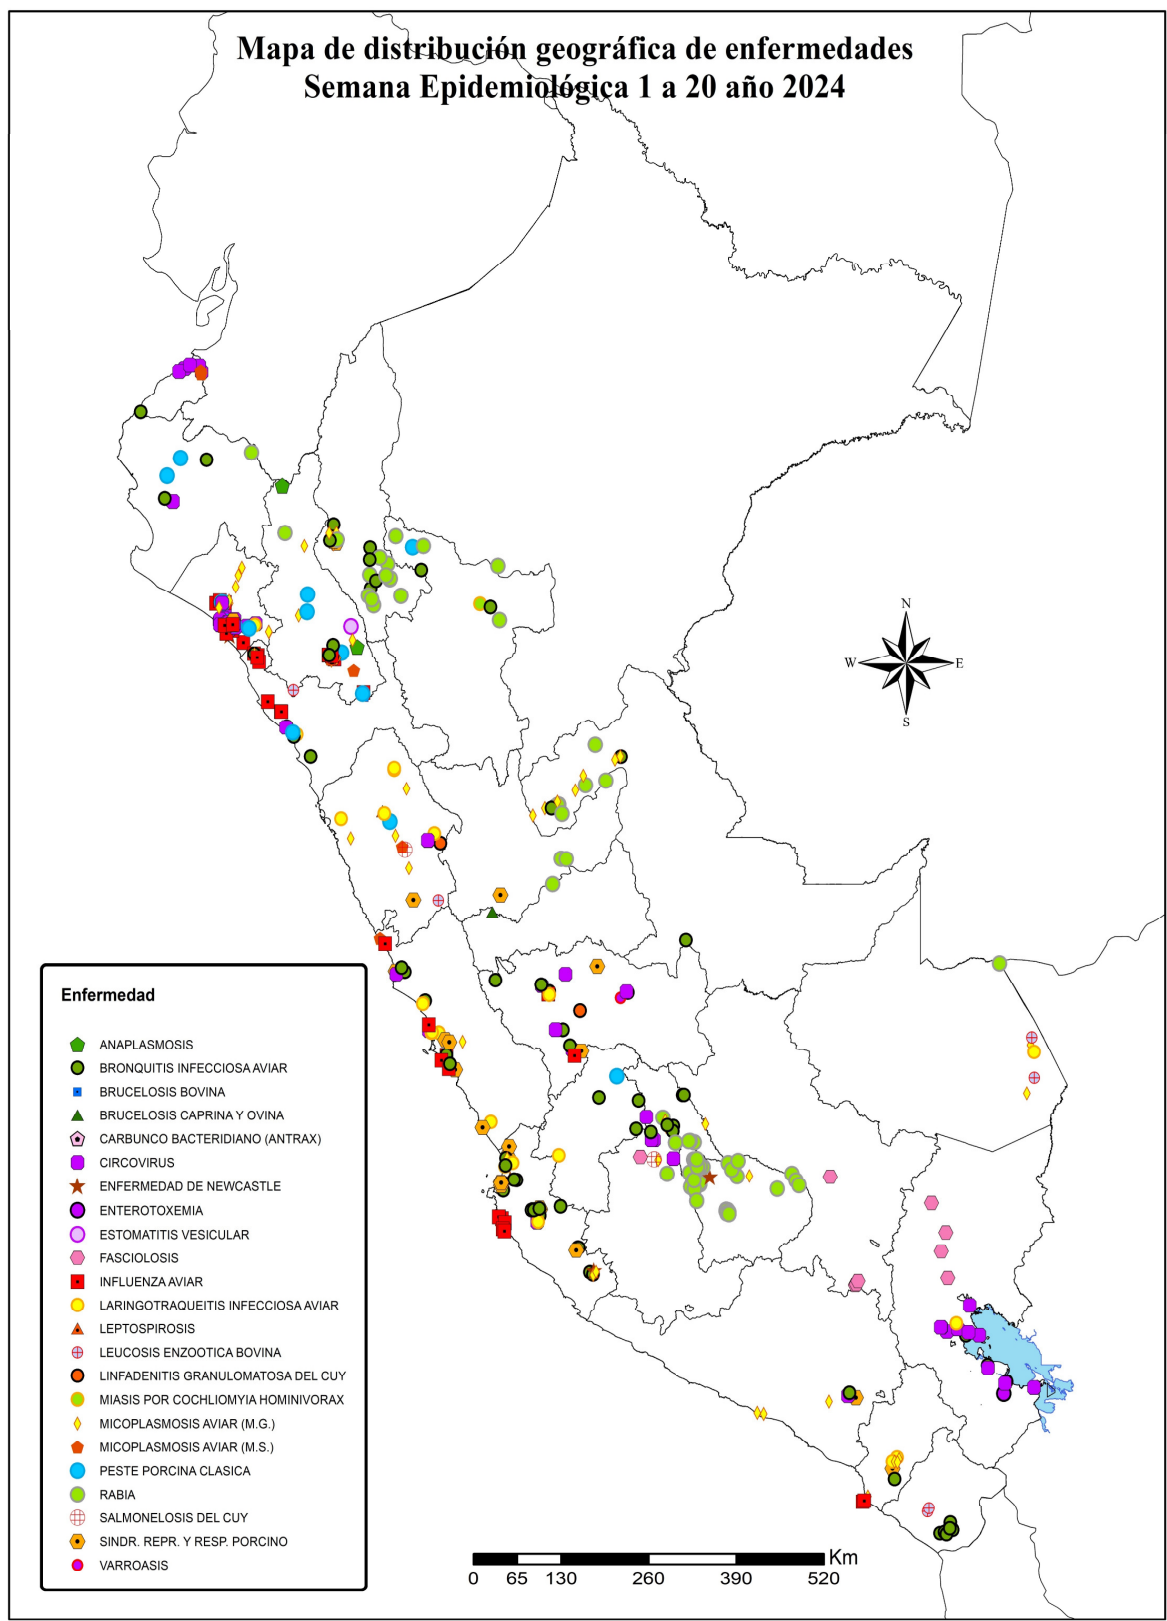 Mapa de distribución geográfica de enfermedades
Semana Epidemiológica 1 a 20 año 2024
N
W
E
S
Enfermedad
ANAPLASMOSIS
BRONQUITIS INFECCIOSA AVIAR
BRUCELOSIS BOVINA
BRUCELOSIS CAPRINA Y OVINA
CARBUNCO BACTERIDIANO (ANTRAX)
CIRCOVIRUS
ENFERMEDAD DE NEWCASTLE
ENTEROTOXEMIA
ESTOMATITIS VESICULAR
FASCIOLOSIS
INFLUENZA AVIAR
LARINGOTRAQUEITIS INFECCIOSA AVIAR
LEPTOSPIROSIS
LEUCOSIS ENZOOTICA BOVINA
LINFADENITIS GRANULOMATOSA DEL CUY
MIASIS POR COCHLIOMYIA HOMINIVORAX
MICOPLASMOSIS AVIAR (M.G.)
MICOPLASMOSIS AVIAR (M.S.)
PESTE PORCINA CLASICA
RABIA
SALMONELOSIS DEL CUY
SINDR. REPR. Y RESP. PORCINO
VARROASIS
Km
0 65 130 260 390 520